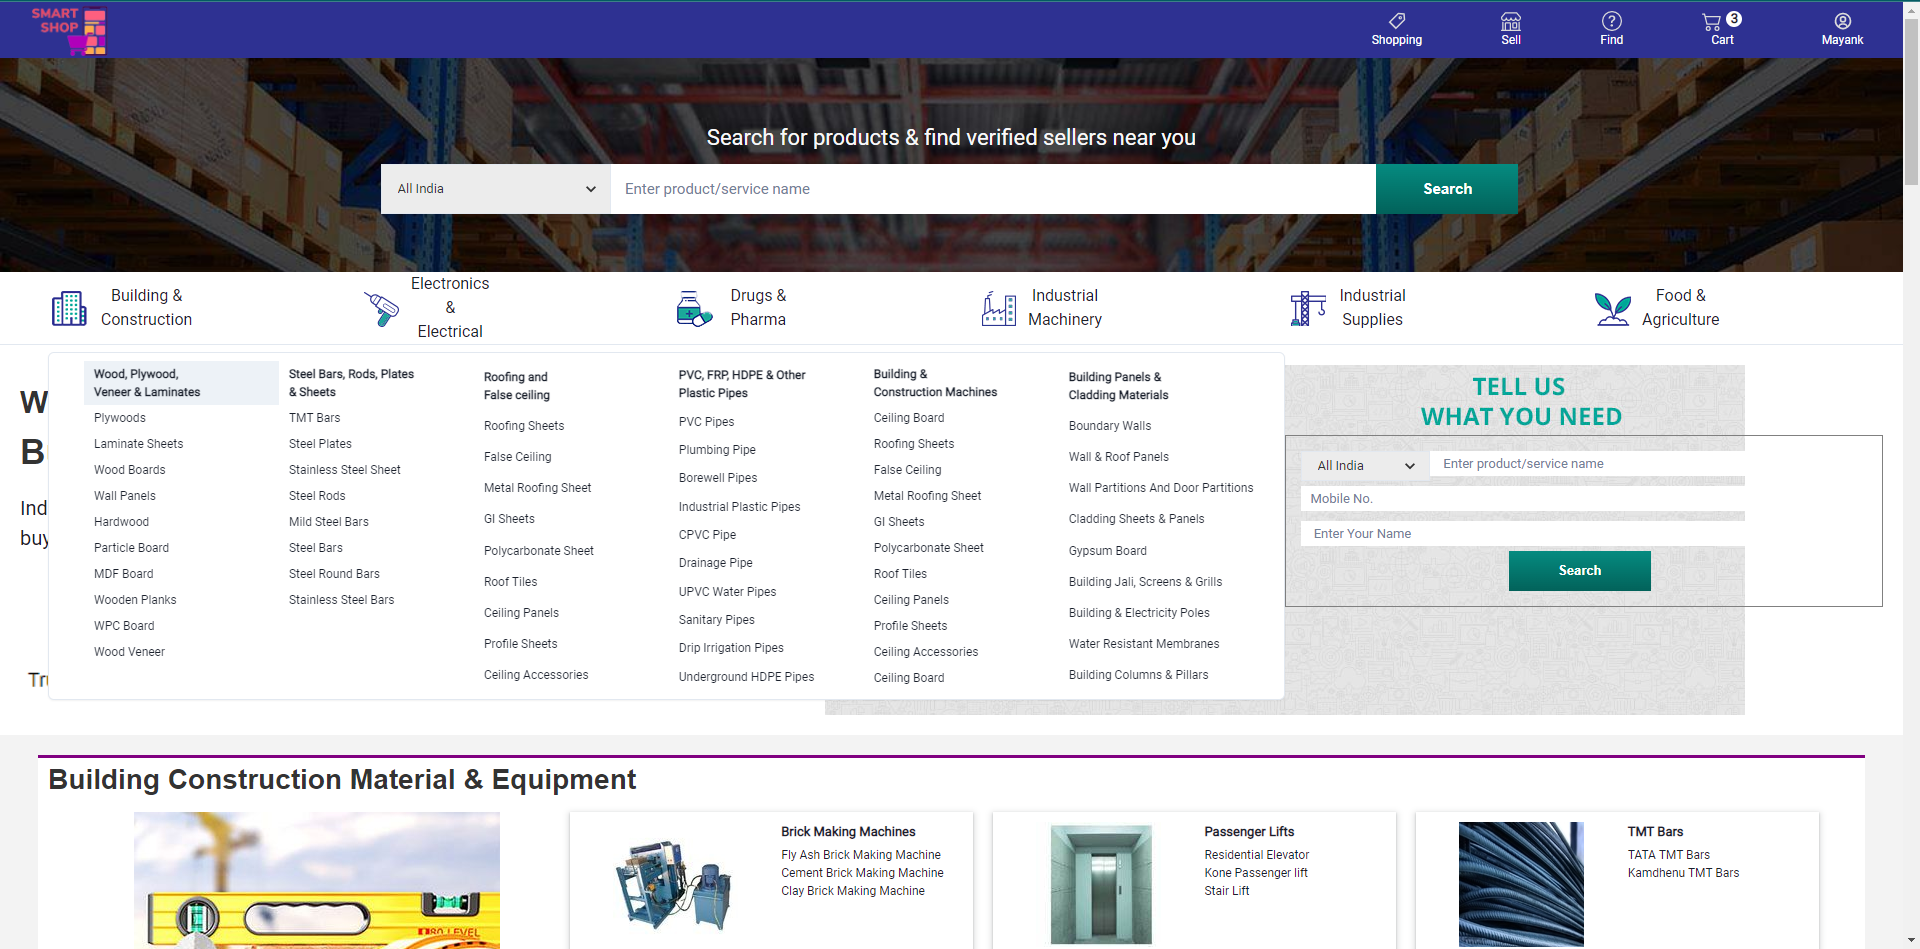 SMART
SHOP
Shopping
Sell
Find
3
Cart
Mayank
Search for products & find verified sellers near you
All India
Enter product/service name
Search
Building &
Construction
Electronics
&
Electrical
Drugs &
Pharma
Industrial
Machinery
Industrial
Supplies
Food &
Agriculture
Wood, Plywood,
Veneer & Laminates
Plywoods
Laminate Sheets
Wood Boards
Wall Panels
Hardwood
Particle Board
MDF Board
Wooden Planks
WPC Board
Wood Veneer
Steel Bars, Rods, Plates
& Sheets
TMT Bars
Steel Plates
Stainless Steel Sheet
Steel Rods
Mild Steel Bars
Steel Bars
Steel Round Bars
Stainless Steel Bars
Roofing and
False ceiling
Roofing Sheets
False Ceiling
Metal Roofing Sheet
GI Sheets
Polycarbonate Sheet
Roof Tiles
Ceiling Panels
Profile Sheets
Ceiling Accessories
PVC, FRP, HDPE & Other
Plastic Pipes
PVC Pipes
Plumbing Pipe
Borewell Pipes
Industrial Plastic Pipes
CPVC Pipe
Drainage Pipe
UPVC Water Pipes
Sanitary Pipes
Drip Irrigation Pipes
Underground HDPE Pipes
Building &
Construction Machines
Ceiling Board
Roofing Sheets
False Ceiling
Metal Roofing Sheet
GI Sheets
Polycarbonate Sheet
Roof Tiles
Ceiling Panels
Profile Sheets
Ceiling Accessories
Ceiling Board
Building Panels &
Cladding Materials
Boundary Walls
Wall & Roof Panels
Wall Partitions And Door Partitions
Cladding Sheets & Panels
Gypsum Board
Building Jali, Screens & Grills
Building & Electricity Poles
Water Resistant Membranes
Building Columns & Pillars
W
B
Ind
buy
Tru
TELL US
WHAT YOU NEED
All India
Enter product/service name
Mobile No.
Enter Your Name
Search
Building Construction Material & Equipment
180 LEVEL
Brick Making Machines
Fly Ash Brick Making Machine
Cement Brick Making Machine
Clay Brick Making Machine
Passenger Lifts
Residential Elevator
Kone Passenger lift
Stair Lift
TMT Bars
TATA TMT Bars
Kamdhenu TMT Bars